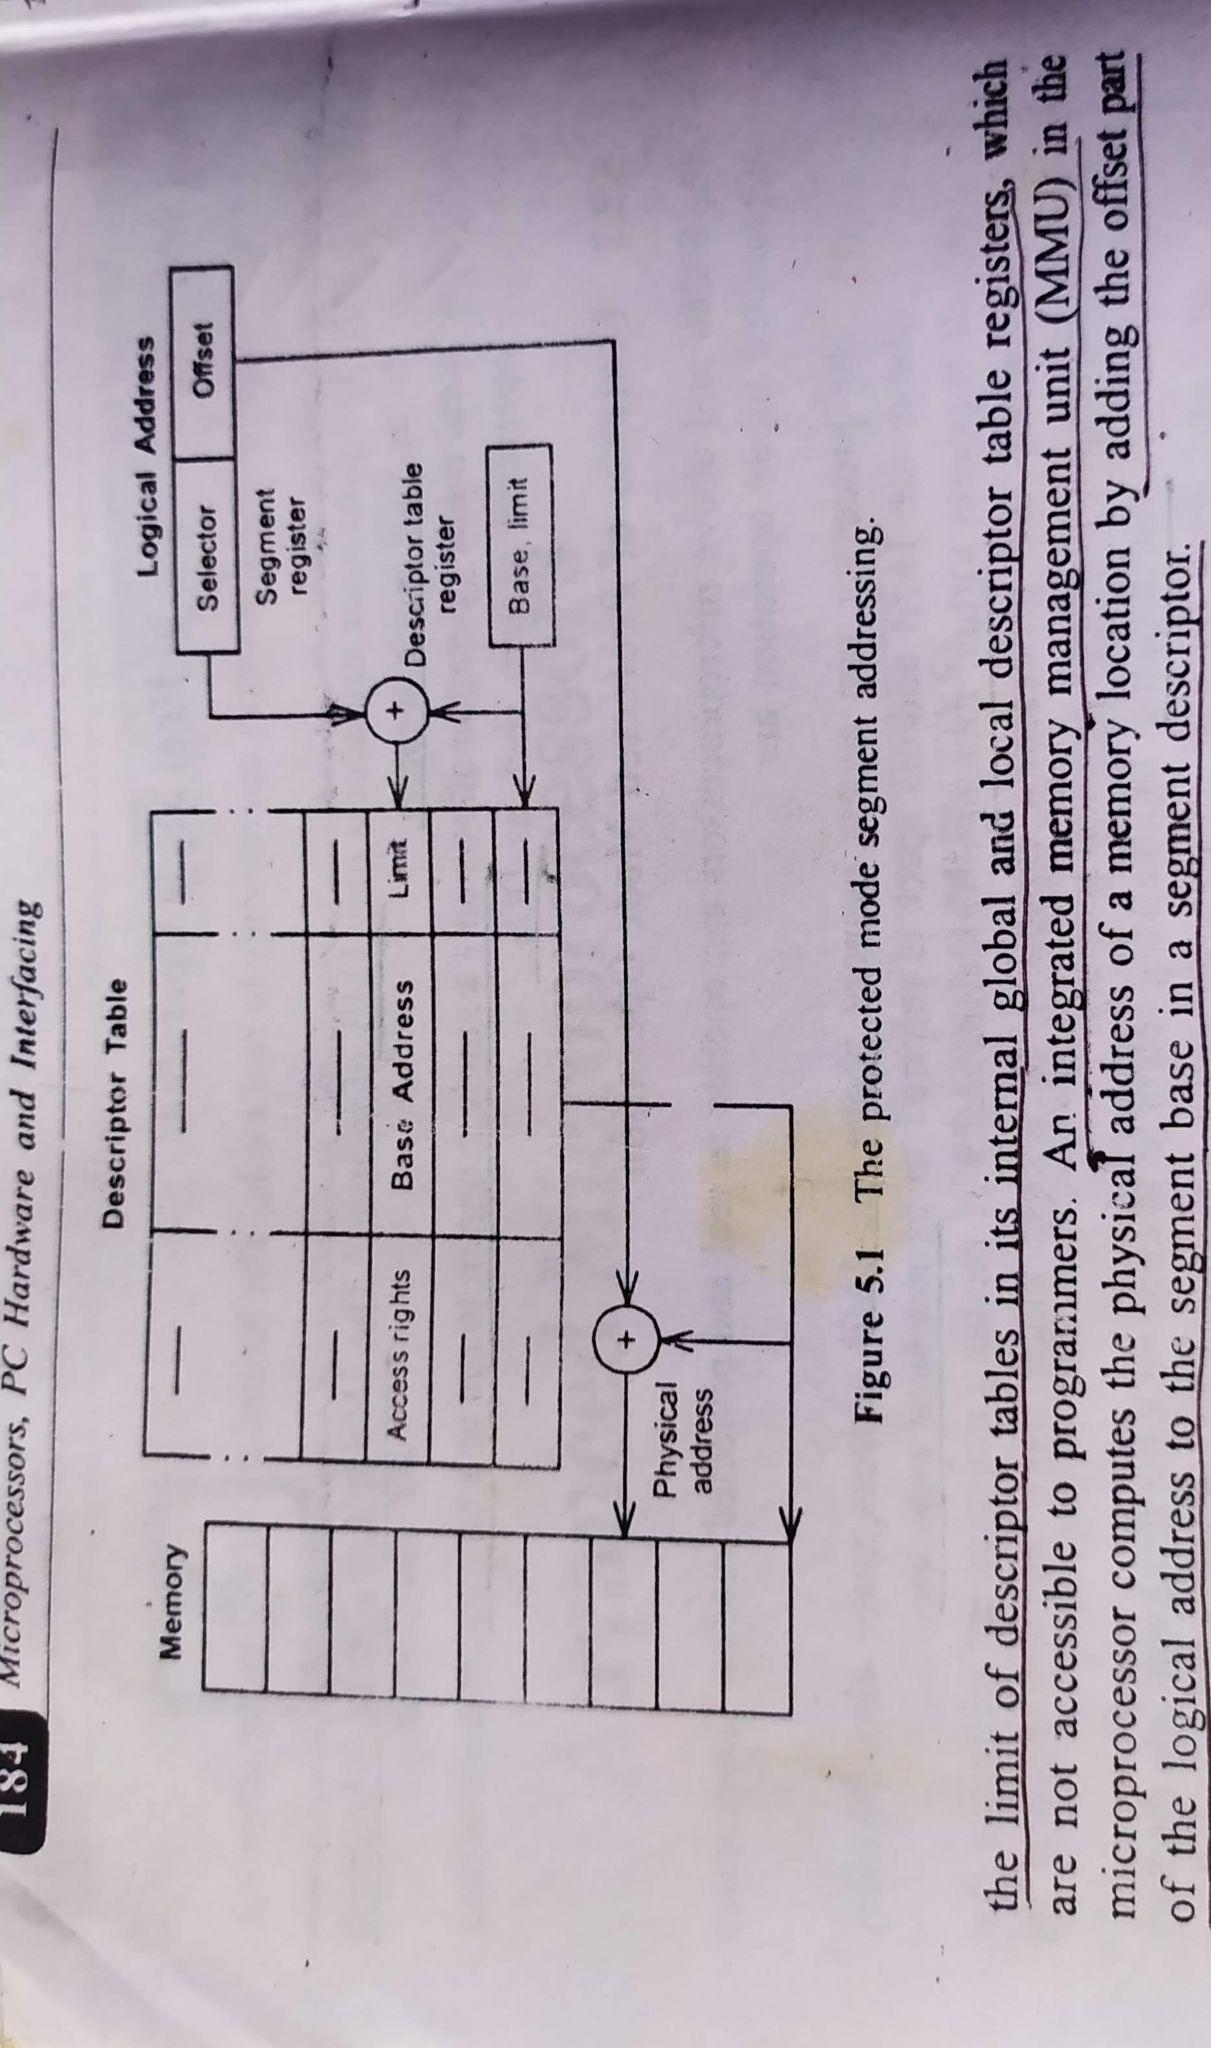 184 Microprocessors, PC Hardware and Interfacing
Memory
Descriptor Table
Logical Address
Selector Offset
Segment
register
Access rights Base Address Limit
+
Descriptor table
register
Base, limit
+
Physical
address
Figure 5.1 The protected mode segment addressing.
the limit of descriptor tables in its internal global and local descriptor table registers, which
are not accessible to programmers. An integrated memory management unit (MMU) in the
microprocessor computes the physical address of a memory location by adding the offset part
of the logical address to the segment base in a segment descriptor.